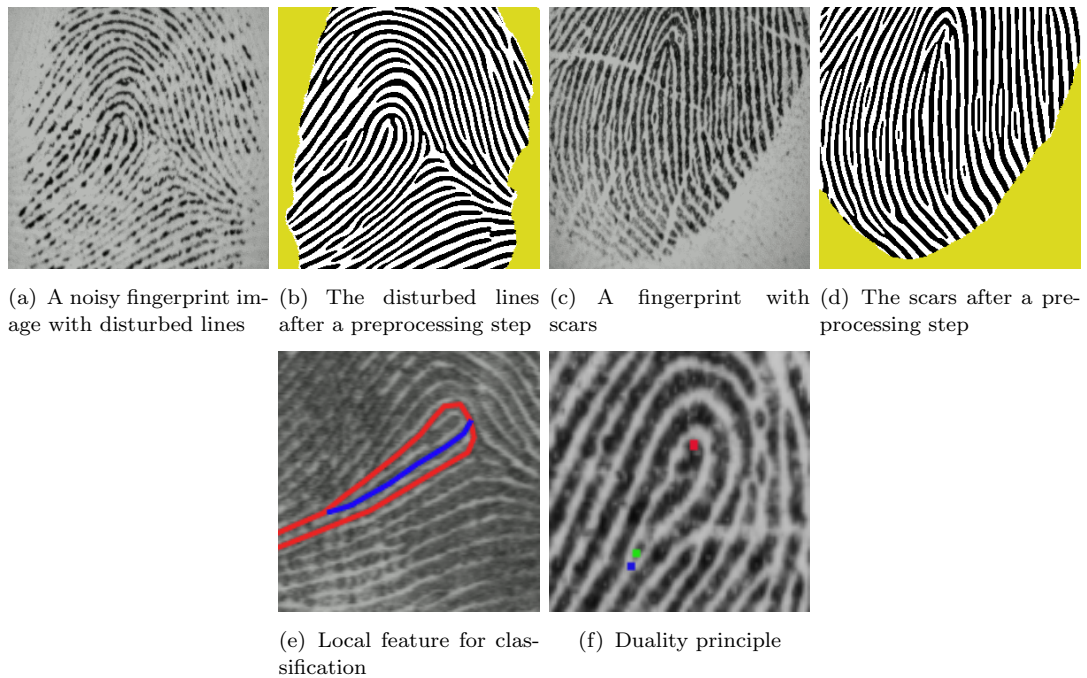 (a) A noisy fingerprint im-
age with disturbed lines
(b) The disturbed lines
after a preprocessing step
(c) A fingerprint with
scars
(d) The scars after a pre-
processing step
(e) Local feature for clas-
sification
(f) Duality principle